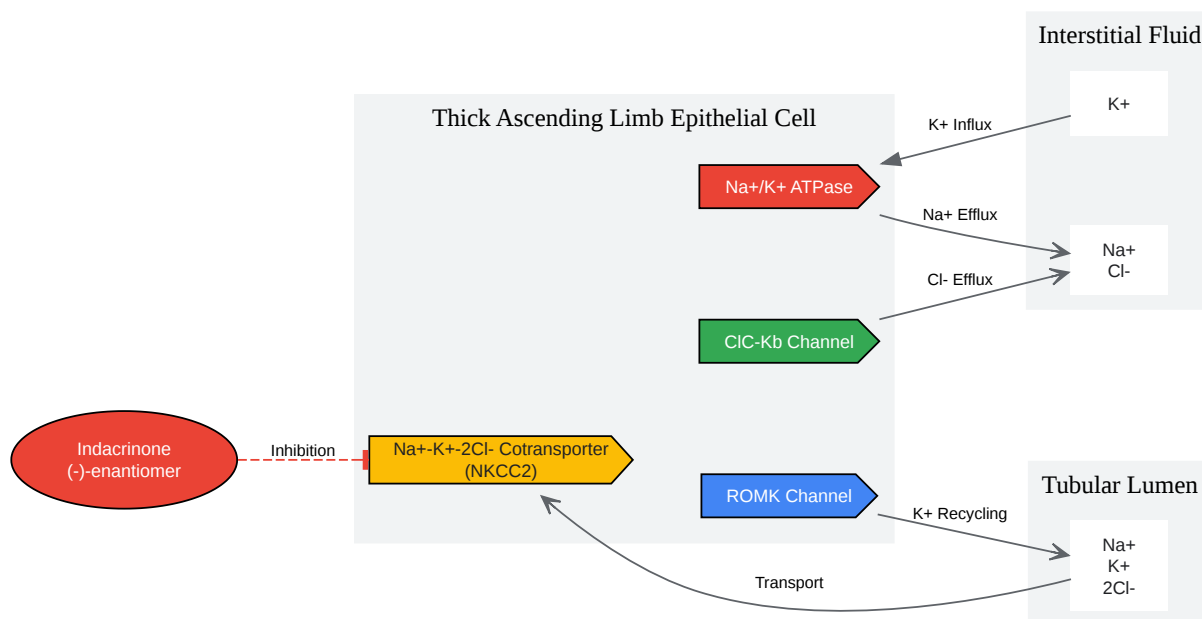 Interstitial Fluid
K+
Thick Ascending Limb Epithelial Cell
K+ Influx
Na+/K+ ATPase
Na+ Efflux
Na+
Cl-
Cl- Efflux
ClC-Kb Channel
Indacrinone
(-)-enantiomer
Inhibition
Na+-K+-2Cl- Cotransporter
(NKCC2)
Tubular Lumen
ROMK Channel
K+ Recycling
Na+
K+
2Cl-
Transport